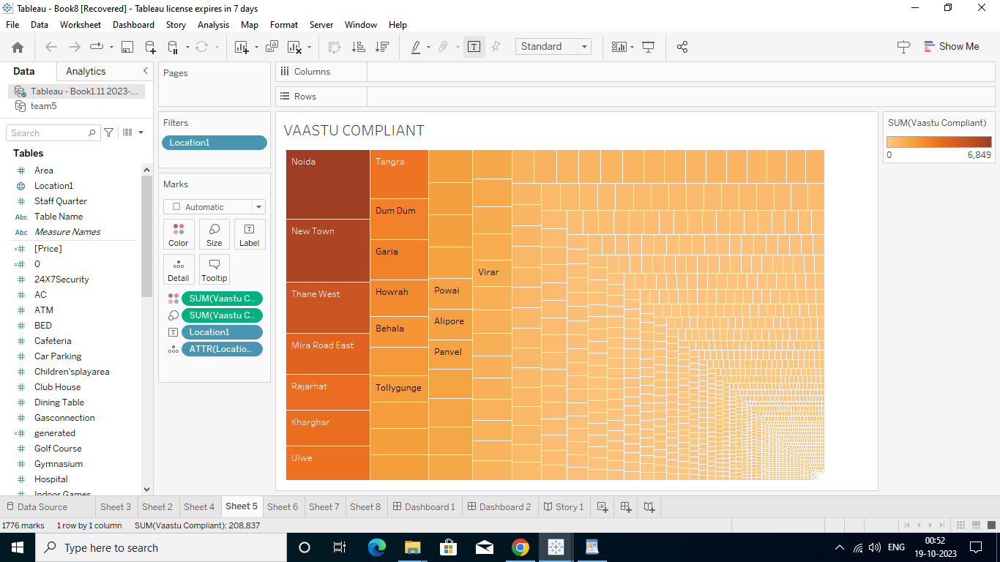 Tableau - Book8 [Recovered] - Tableau license expires in 7 days
File Data Worksheet Dashboard Story Analysis Map Format Server Window Help
Standard
Show Me
Data Analytics
Tableau - Book1.11 2023-...
team5
Search
Tables
Area
Location1
Staff Quarter
Abc Table Name
Abc Measure Names
[Price]
0
24X7Security
AC
ATM
BED
Cafeteria
Car Parking
Children'splayarea
Club House
Dining Table
Gasconnection
generated
Golf Course
Gymnasium
Hospital
Indoor Games
Pages
Filters
Location1
Marks
Automatic
Color Size Label
Detail Tooltip
SUM(Vaastu C..
SUM(Vaastu C..
Location1
ATTR(Locatio..
Columns
Rows
VAASTU COMPLIANT
Noida
New Town
Thane West
Mira Road East
Rajarhat
Kharghar
Ulwe
Tangra
Dum Dum
Garia
Howrah
Behala
Tollygunge
Powai
Alipore
Panvel
Virar
SUM(Vaastu Compliant)
0 6,849
Data Source Sheet 3 Sheet 2 Sheet 4 Sheet 5 Sheet 6 Sheet 7 Sheet 8 Dashboard 1 Dashboard 2 Story 1
1776 marks 1 row by 1 column SUM(Vaastu Compliant): 208,837
Type here to search
ENG
00:52
19-10-2023